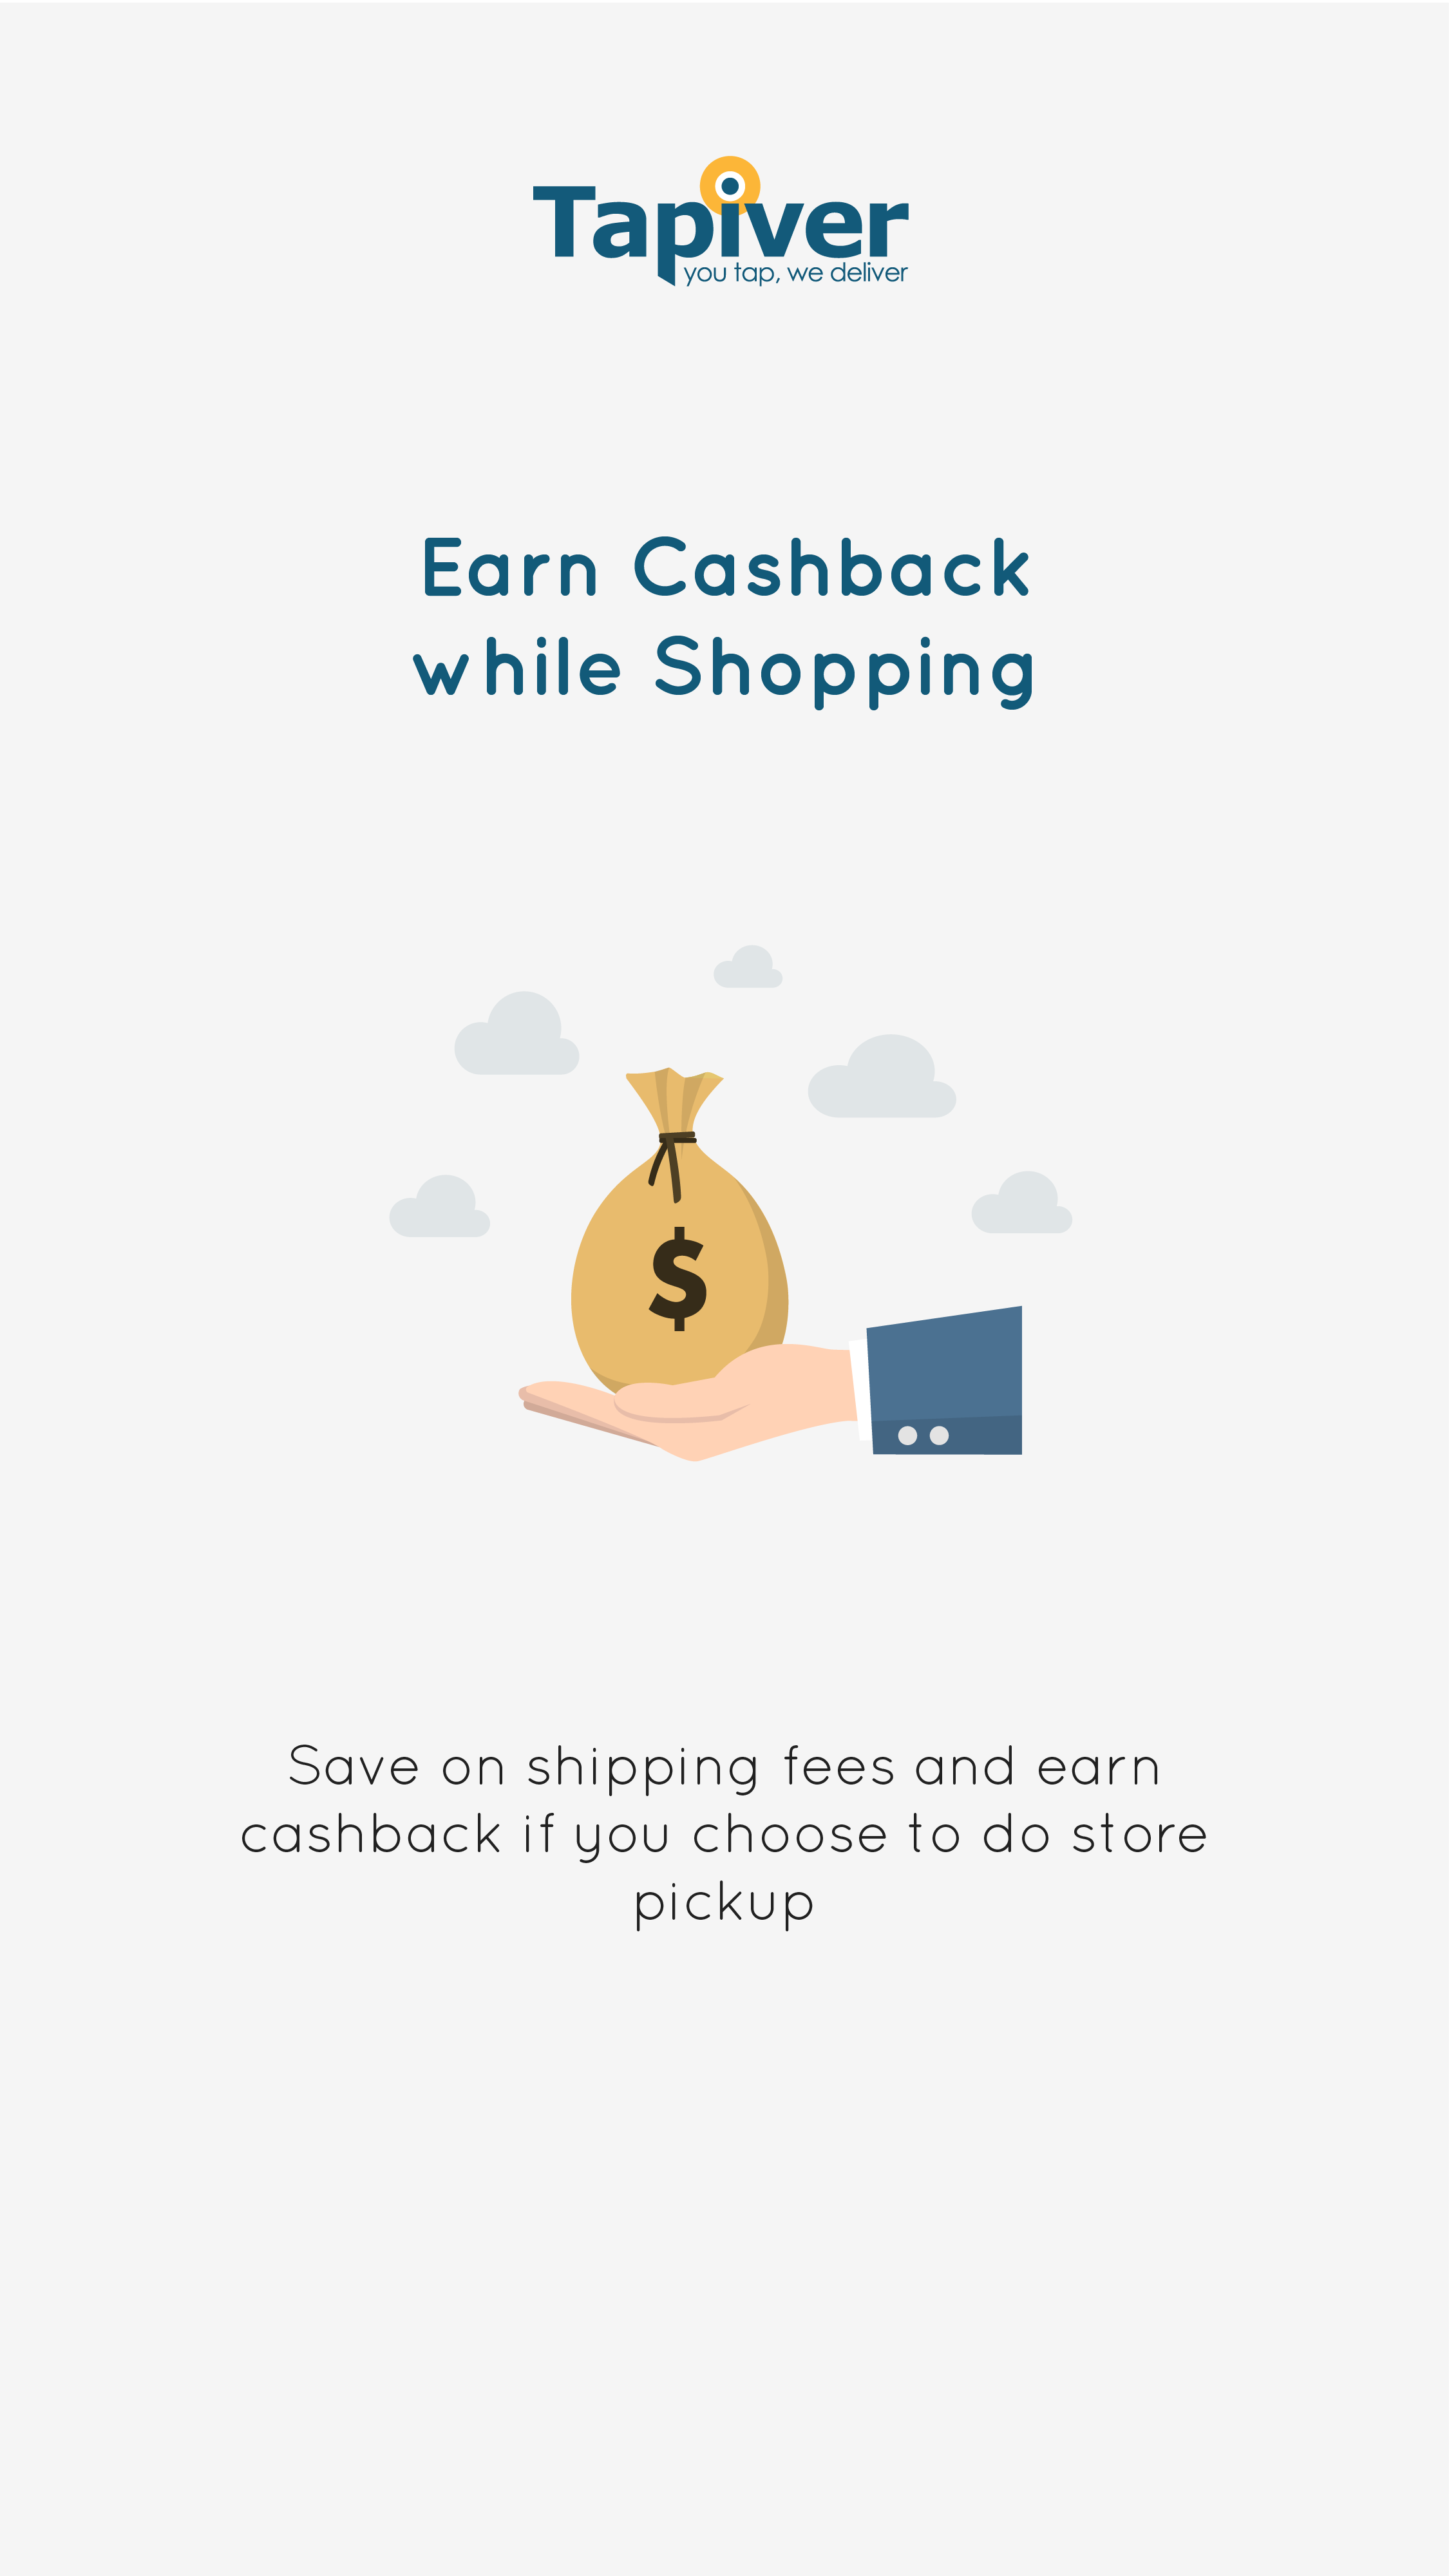 Tapiver
you tap, we deliver
Earn Cashback
while Shopping
$
Save on shipping fees and earn
cashback if you choose to do store
pickup